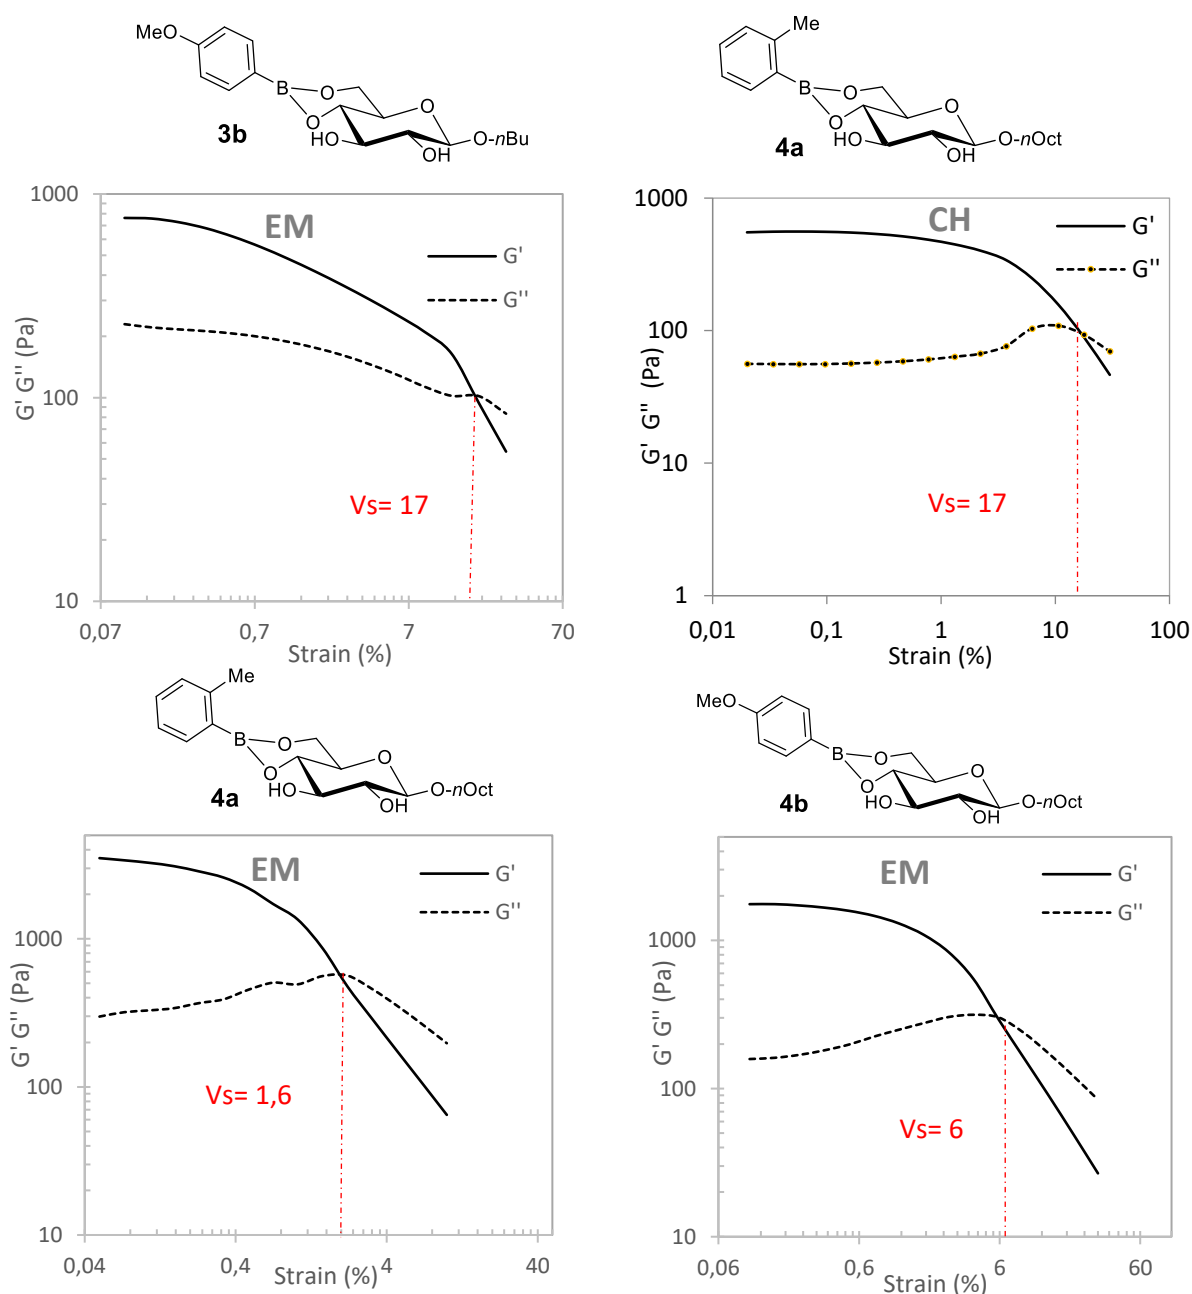 MeO
B
O
O
O
HO
OH
O-nBu
3b
Me
B
O
O
O
HO
OH
O-nOct
4a
1000
EM
G'
G''
G' G'' (Pa)
100
Vs= 17
10
0,07
0,7
7
70
Strain (%)
1000
CH
G'
G''
G' G'' (Pa)
100
10
Vs= 17
1
0,01
0,1
1
10
100
Strain (%)
Me
B
O
O
O
HO
OH
O-nOct
4a
MeO
B
O
O
O
HO
OH
O-nOct
4b
EM
G'
G''
1000
G' G'' (Pa)
100
Vs= 1,6
10
0,04
0,4
4
40
Strain (%)
EM
G'
G''
1000
G' G'' (Pa)
100
Vs= 6
10
0,06
0,6
6
60
Strain (%)